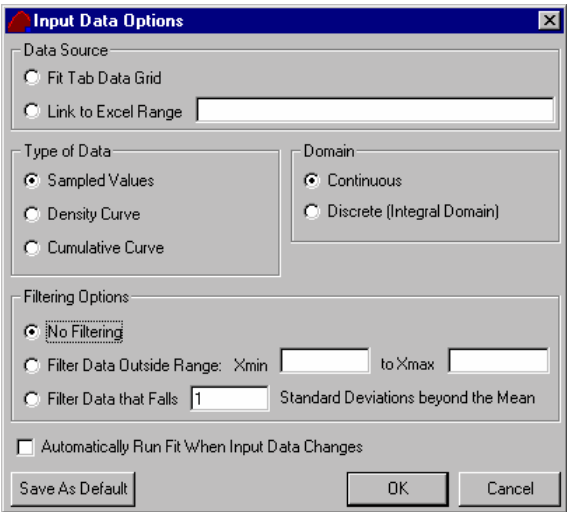 Input Data Options
Data Source
Fit Tab Data Grid
Link to Excel Range
Type of Data
Sampled Values
Density Curve
Cumulative Curve
Domain
Continuous
Discrete (Integral Domain)
Filtering Options
No Filtering
Filter Data Outside Range: Xmin to Xmax
Filter Data that Falls 1 Standard Deviations beyond the Mean
Automatically Run Fit When Input Data Changes
Save As Default OK Cancel